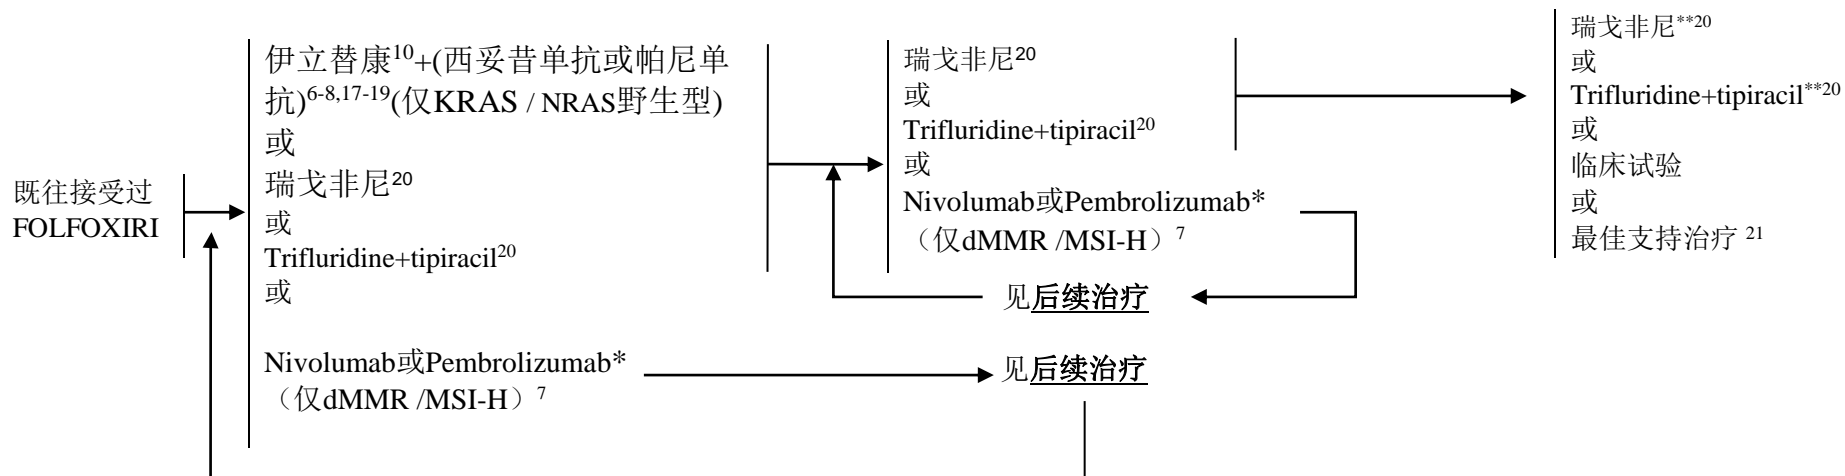 既往接受过
FOLFOXIRI
伊立替康10+(西妥昔单抗或帕尼单
抗)6-8,17-19(仅KRAS / NRAS野生型)
或
瑞戈非尼20
或
Trifluridine+tipiracil20
或
Nivolumab或Pembrolizumab*
（仅dMMR /MSI-H）7
瑞戈非尼20
或
Trifluridine+tipiracil20
或
Nivolumab或Pembrolizumab*
（仅dMMR /MSI-H）7
见后续治疗
见后续治疗
瑞戈非尼**20
或
Trifluridine+tipiracil**20
或
临床试验
或
最佳支持治疗 21